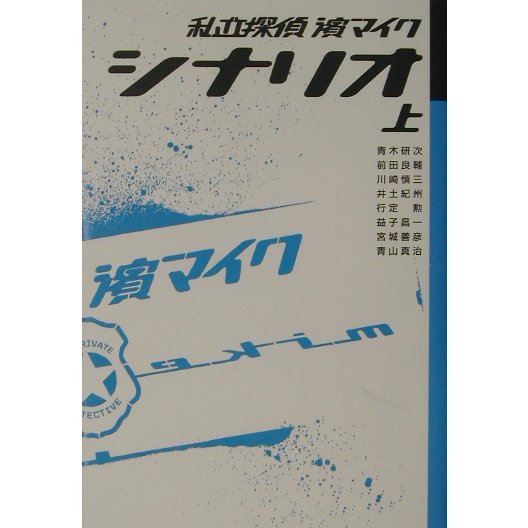 私立探偵 濱マイク
シナリオ
上
青木研次
前田良輔
川崎慎三
井土紀州
行定勲
益子昌一
宮城善彦
青山真治
濱マイク
mike
PRIVATE
DETECTIVE